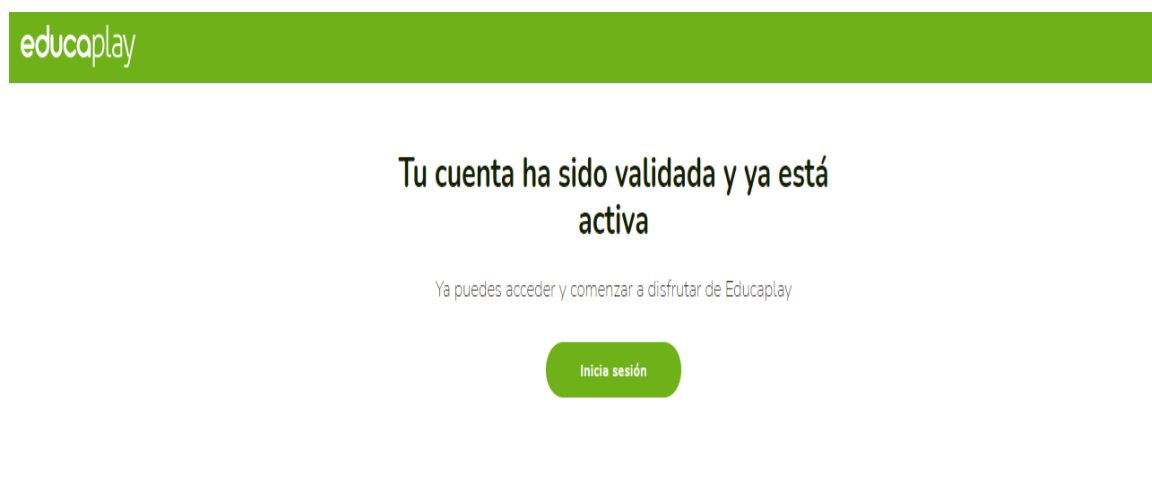 educaplay
Tu cuenta ha sido validada y ya está
activa
Ya puedes acceder y comenzar a disfrutar de Educaplay
Inicia sesión